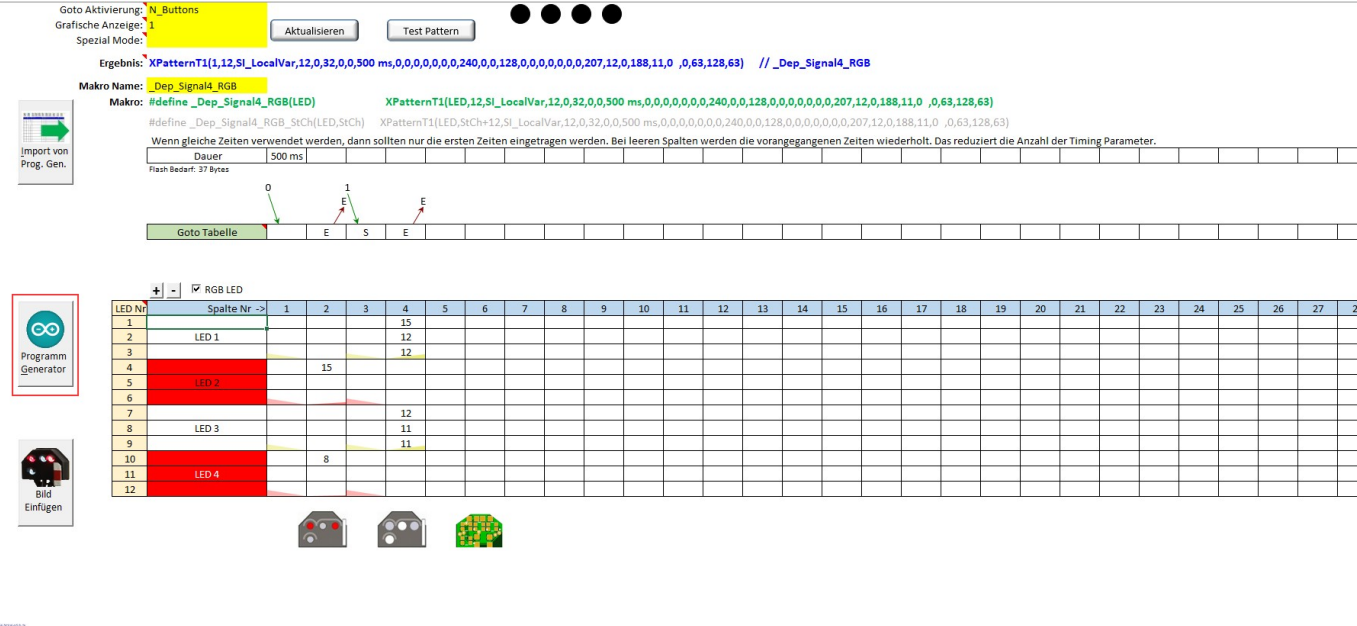 Goto Aktivierung: N_Buttons
Grafische Anzeige: 1
Spezial Mode:
Aktualisieren
Test Pattern
Ergebnis: XPatternT1(1,12,SI_LocalVar,12,0,32,0,0,500 ms,0,0,0,0,0,0,0,240,0,0,128,0,0,0,0,0,0,0,207,12,0,188,11,0 ,0,63,128,63) // _Dep_Signal4_RGB
Makro Name: _Dep_Signal4_RGB
Makro: #define _Dep_Signal4_RGB(LED) XPatternT1(LED,12,SI_LocalVar,12,0,32,0,0,500 ms,0,0,0,0,0,0,0,240,0,0,128,0,0,0,0,0,0,0,207,12,0,188,11,0 ,0,63,128,63)
#define _Dep_Signal4_RGB_StCh(LED,StCh) XPatternT1(LED,StCh+12,SI_LocalVar,12,0,32,0,0,500 ms,0,0,0,0,0,0,0,240,0,0,128,0,0,0,0,0,0,0,207,12,0,188,11,0 ,0,63,128,63)
Import von
Prog. Gen.
Wenn gleiche Zeiten verwendet werden, dann sollten nur die ersten Zeiten eingetragen werden. Bei leeren Spalten werden die vorangegangenen Zeiten wiederholt. Das reduziert die Anzahl der Timing Parameter.
Dauer 500 ms
Flash Bedarf: 37 Bytes
0 1
E E
Goto Tabelle E S E
+ - RGB LED
LED Nr Spalte Nr -> 1 2 3 4 5 6 7 8 9 10 11 12 13 14 15 16 17 18 19 20 21 22 23 24 25 26 27 2
1 15
2 LED 1 12
3 12
4 15
5 LED 2
6
7 12
8 LED 3 11
9 11
10 8
11 LED 4
12
Programm
Generator
Bild
Einfügen